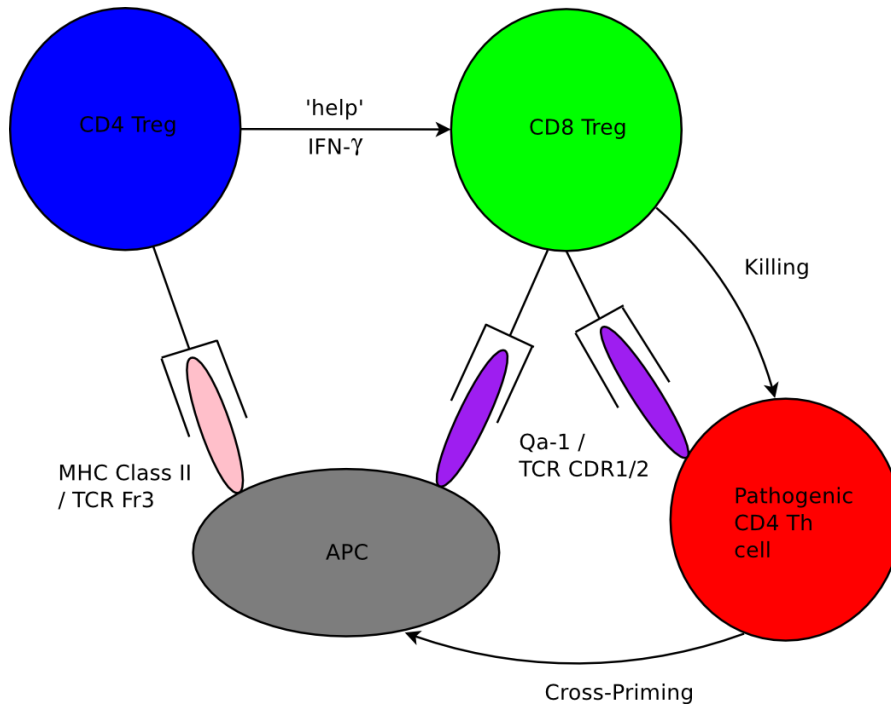 CD4 Treg
'help'
IFN-γ
CD8 Treg
Killing
MHC Class II
/ TCR Fr3
Qa-1 /
TCR CDR1/2
APC
Pathogenic
CD4 Th
cell
Cross-Priming